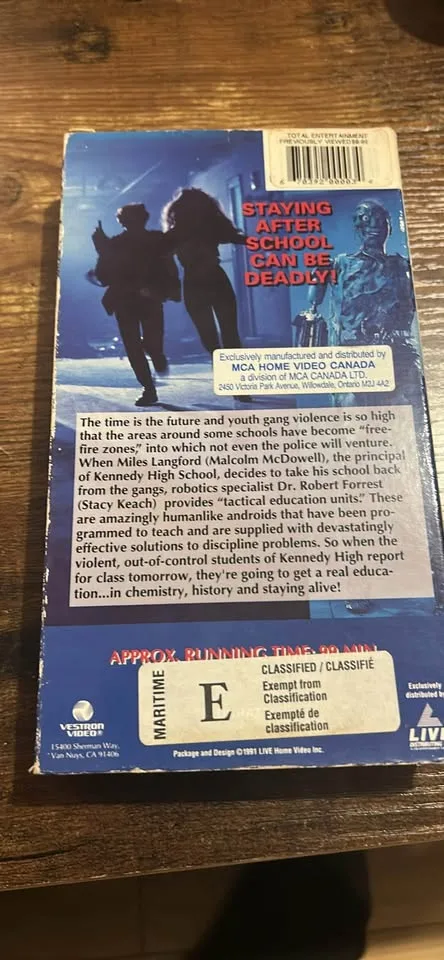 TOTAL ENTERTAINMENT
PREVIOUSLY VIEWED
STAYING
AFTER
SCHOOL
CAN BE
DEADLY!
Exclusively manufactured and distributed by
MCA HOME VIDEO CANADA
a division of MCA CANADA LTD.
2450 Victoria Park Avenue, Willowdale, Ontario M2J 4A2
The time is the future and youth gang violence is so high
that the areas around some schools have become "free-
fire zones," into which not even the police will venture.
When Miles Langford (Malcolm McDowell), the principal
of Kennedy High School, decides to take his school back
from the gangs, robotics specialist Dr. Robert Forrest
(Stacy Keach) provides "tactical education units." These
are amazingly humanlike androids that have been pro-
grammed to teach and are supplied with devastatingly
effective solutions to discipline problems. So when the
violent, out-of-control students of Kennedy High report
for class tomorrow, they're going to get a real educa-
tion...in chemistry, history and staying alive!
APPROX. RUNNING TIME: 99 MIN.
MARITIME
E
CLASSIFIED / CLASSIFIÉ
Exempt from
Classification
Exempté de
classification
VESTRON
VIDEO®
15400 Sherman Way,
Van Nuys, CA 91406
Package and Design ©1991 LIVE Home Video Inc.
Exclusively
distributed
LIVE